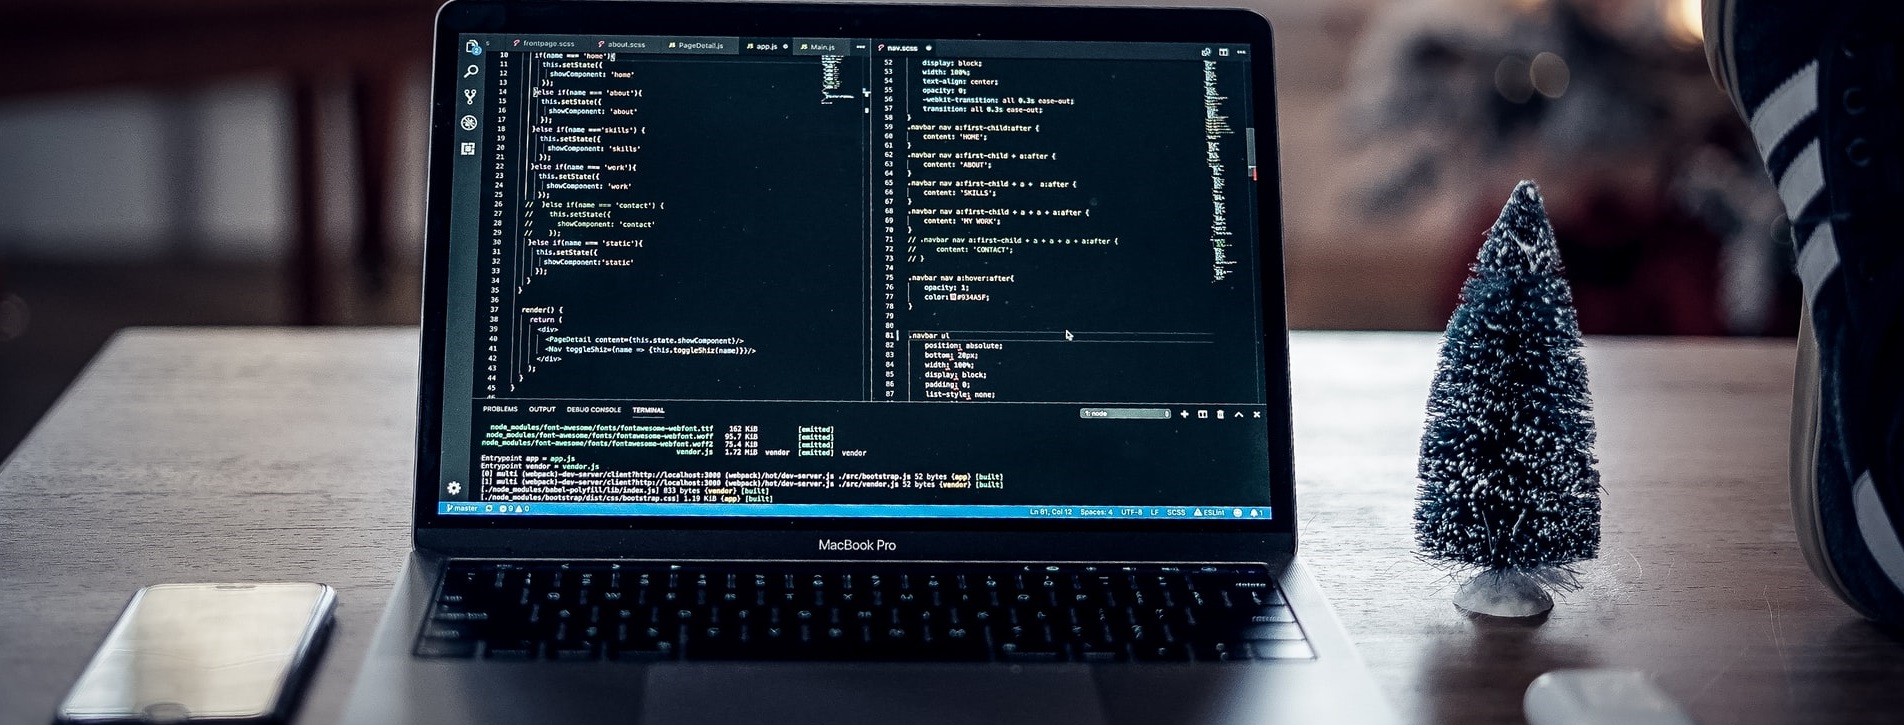 frontpage.scss about.scss PageDetail.js app.js Main.js
10 if(name === 'home'){
11 this.setState({
12 showComponent: 'home'
13 });
14 }else if(name === 'about'){
15 this.setState({
16 showComponent: 'about'
17 });
18 }else if(name ==='skills') {
19 this.setState({
20 showComponent: 'skills'
21 });
22 }else if(name === 'work'){
23 this.setState({
24 showComponent: 'work'
25 });
26 // }else if(name === 'contact') {
27 // this.setState({
28 // showComponent: 'contact'
29 // });
30 }else if(name === 'static'){
31 this.setState({
32 showComponent:'static'
33 });
34 }
35 }
36
37 render() {
38 return (
39 <div>
40 <PageDetail content={this.state.showComponent}/>
41 <Nav toggleShiz={name => {this.toggleShiz(name)}}/>
42 </div>
43 );
44 }
45 }
nav.scss
52 display: block;
53 width: 100%;
54 text-align: center;
55 opacity: 0;
56 -webkit-transition: all 0.3s ease-out;
57 transition: all 0.3s ease-out;
58 }
59 .navbar nav a:first-child:after {
60 content: 'HOME';
61 }
62 .navbar nav a:first-child + a:after {
63 content: 'ABOUT';
64 }
65 .navbar nav a:first-child + a + a:after {
66 content: 'SKILLS';
67 }
68 .navbar nav a:first-child + a + a + a:after {
69 content: 'MY WORK';
70 }
71 // .navbar nav a:first-child + a + a + a + a:after {
72 // content: 'CONTACT';
73 // }
74
75 .navbar nav a:hover:after{
76 opacity: 1;
77 color: #934A5F;
78 }
79
80
81 .navbar ul
82 position: absolute;
83 bottom: 20px;
84 width: 100%;
85 display: block;
86 padding: 0;
87 list-style: none;
PROBLEMS OUTPUT DEBUG CONSOLE TERMINAL 1: node
node_modules/font-awesome/fonts/fontawesome-webfont.ttf 162 KiB [emitted]
node_modules/font-awesome/fonts/fontawesome-webfont.woff 95.7 KiB [emitted]
node_modules/font-awesome/fonts/fontawesome-webfont.woff2 75.4 KiB [emitted]
vendor.js 1.72 MiB vendor [emitted] vendor
Entrypoint app = app.js
Entrypoint vendor = vendor.js
[0] multi (webpack)-dev-server/client?http://localhost:3000 (webpack)/hot/dev-server.js ./src/bootstrap.js 52 bytes {app} [built]
[1] multi (webpack)-dev-server/client?http://localhost:3000 (webpack)/hot/dev-server.js ./src/vendor.js 52 bytes {vendor} [built]
[./node_modules/babel-polyfill/lib/index.js] 833 bytes {vendor} [built]
[./node_modules/bootstrap/dist/css/bootstrap.css] 1.19 KiB {app} [built]
master 9 0 Ln 81, Col 12 Spaces: 4 UTF-8 LF SCSS ESLint 1
MacBook Pro
delete